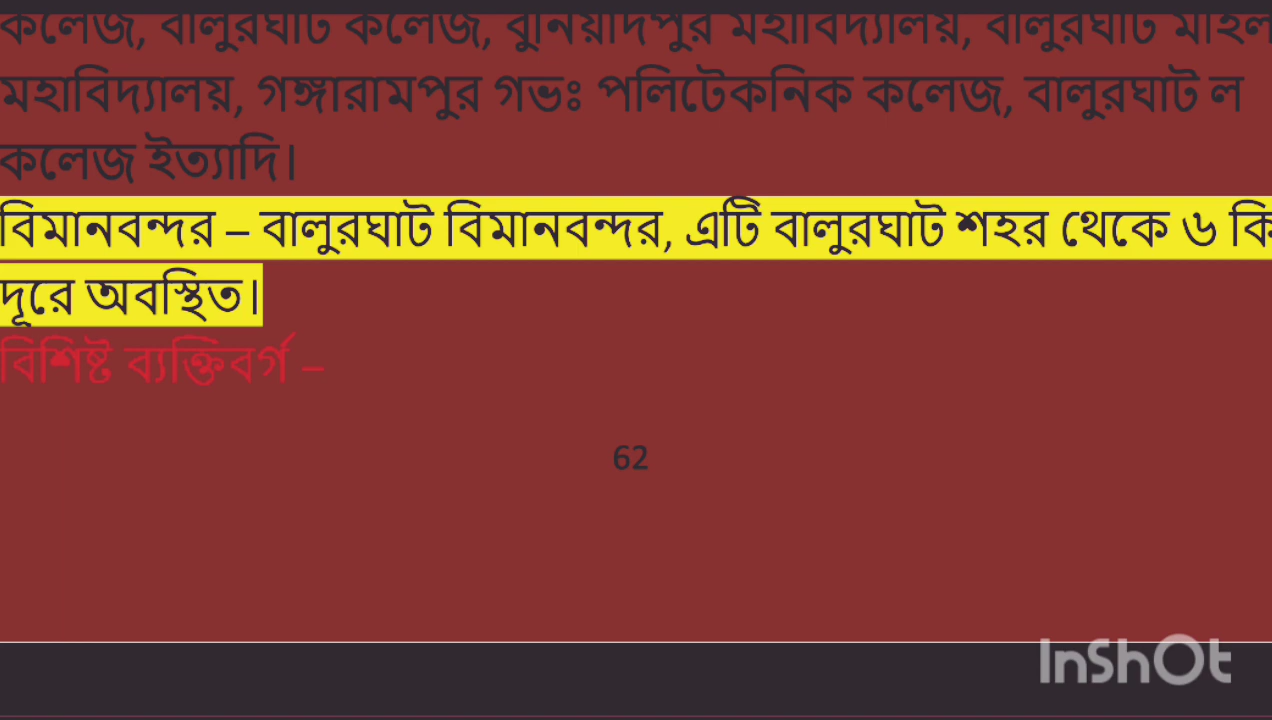 কলেজ, বালুরঘাট কলেজ, বুনিয়াদপুর মহাবিদ্যালয়, বালুরঘাট মহিল
মহাবিদ্যালয়, গঙ্গারামপুর গভঃ পলিটেকনিক কলেজ, বালুরঘাট ল
কলেজ ইত্যাদি।
বিমানবন্দর – বালুরঘাট বিমানবন্দর, এটি বালুরঘাট শহর থেকে ৬ কি
দূরে অবস্থিত।
বিশিষ্ট ব্যক্তিবর্গ –
62
InShOt